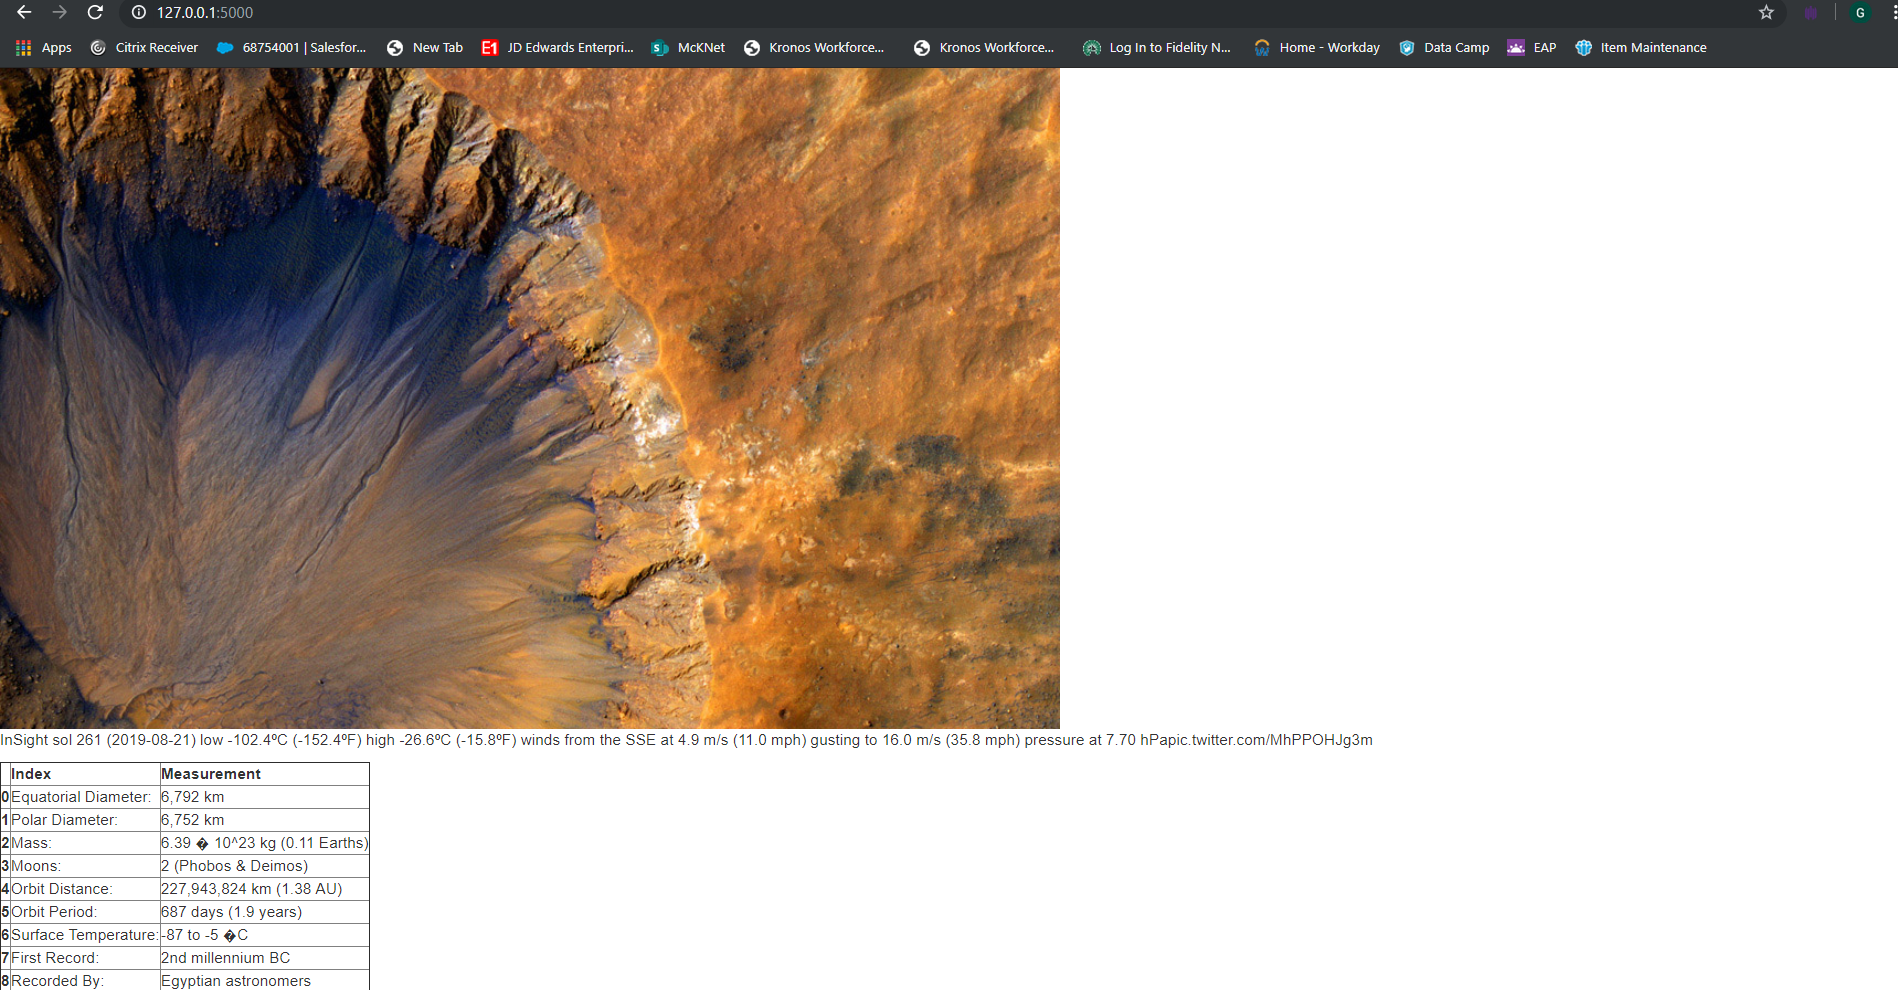 127.0.0.1:5000
G
Apps Citrix Receiver 68754001 | Salesfor... New Tab E1 JD Edwards Enterpri... McKNet Kronos Workforce... Kronos Workforce... Log In to Fidelity N... Home - Workday Data Camp EAP Item Maintenance
InSight sol 261 (2019-08-21) low -102.4ºC (-152.4ºF) high -26.6ºC (-15.8ºF) winds from the SSE at 4.9 m/s (11.0 mph) gusting to 16.0 m/s (35.8 mph) pressure at 7.70 hPapic.twitter.com/MhPPOHJg3m
Index Measurement
0 Equatorial Diameter: 6,792 km
1 Polar Diameter: 6,752 km
2 Mass: 6.39 � 10^23 kg (0.11 Earths)
3 Moons: 2 (Phobos & Deimos)
4 Orbit Distance: 227,943,824 km (1.38 AU)
5 Orbit Period: 687 days (1.9 years)
6 Surface Temperature: -87 to -5 �C
7 First Record: 2nd millennium BC
8 Recorded By: Egyptian astronomers